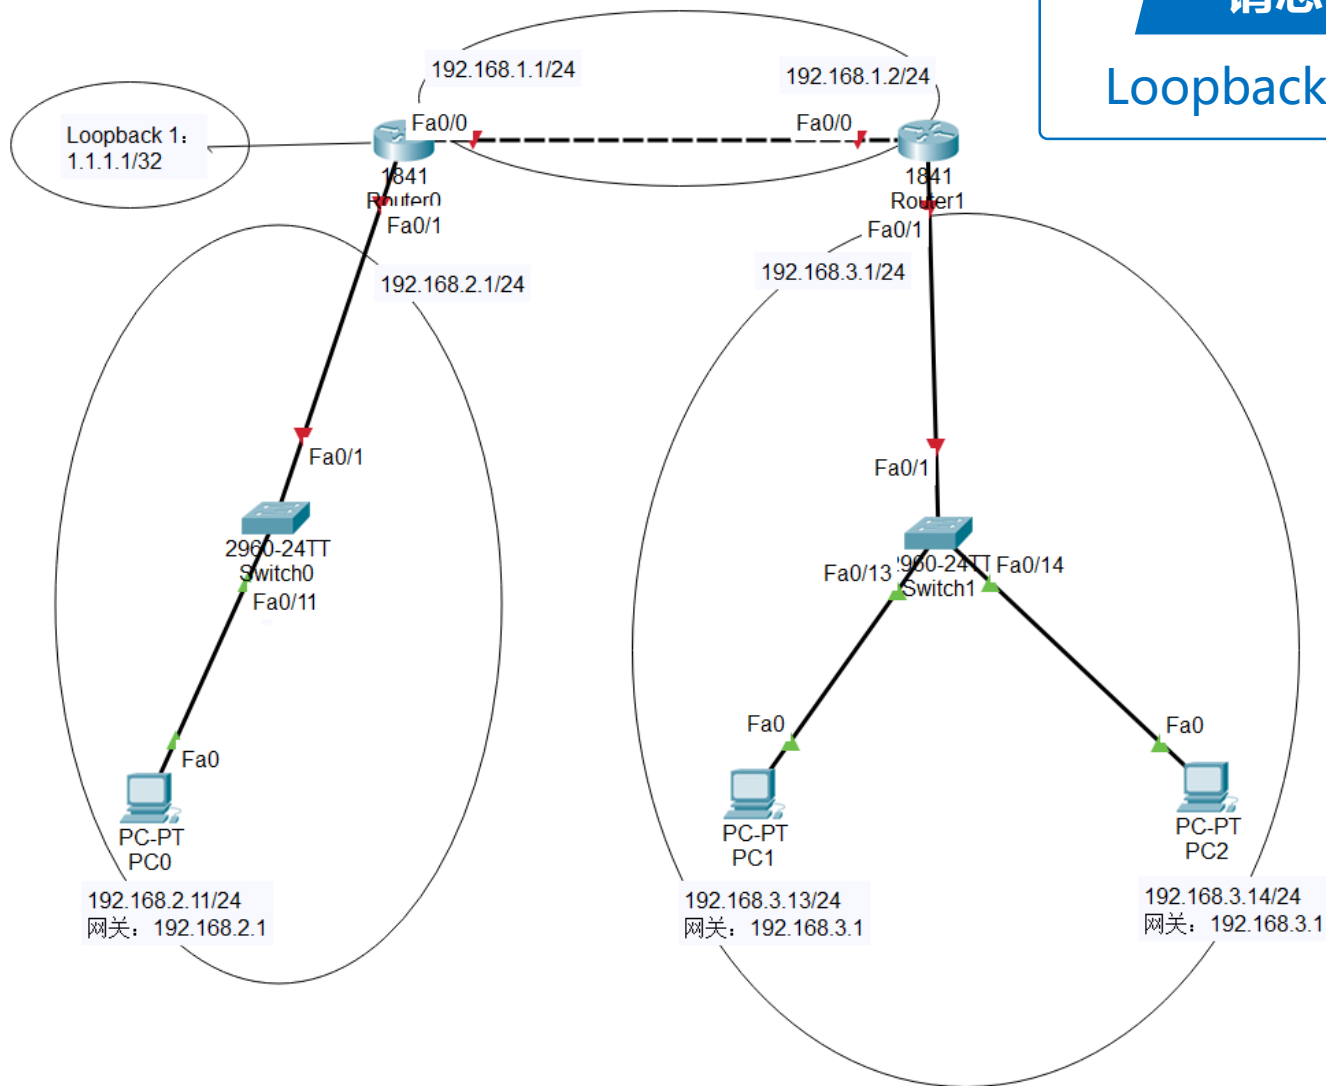 请思
Loopback
192.168.1.1/24
192.168.1.2/24
Loopback 1：
1.1.1.1/32
Fa0/0
Fa0/0
1841
Router0
1841
Router1
Fa0/1
Fa0/1
192.168.2.1/24
192.168.3.1/24
Fa0/1
Fa0/1
2960-24TT
Switch0
Fa0/11
Fa0/13
2960-24TT
Switch1
Fa0/14
Fa0
Fa0
Fa0
PC-PT
PC0
PC-PT
PC1
PC-PT
PC2
192.168.2.11/24
网关：192.168.2.1
192.168.3.13/24
网关：192.168.3.1
192.168.3.14/24
网关：192.168.3.1